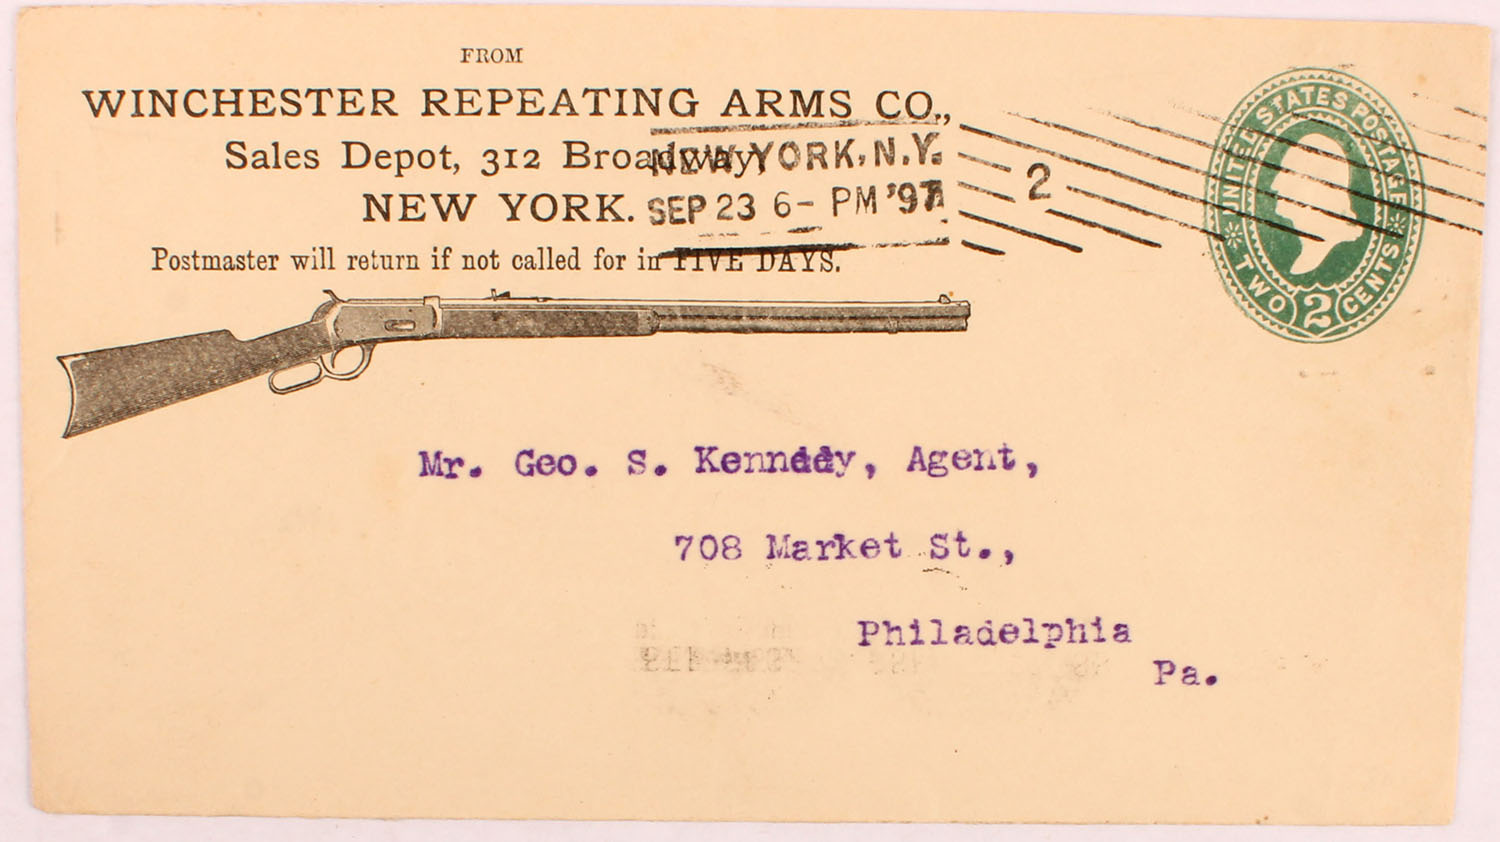 FROM
WINCHESTER REPEATING ARMS CO.,
Sales Depot, 312 Broadway,
NEW YORK.
Postmaster will return if not called for in FIVE DAYS.
NEW YORK, N.Y.
SEP 23 6- PM '97
2
UNITED STATES POSTAGE
TWO 2 CENTS
Mr. Geo. S. Kennddy, Agent,
708 Market St.,
Philadelphia
Pa.